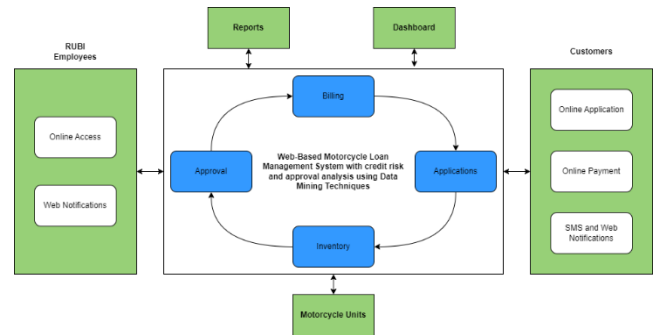 Reports
Dashboard
RUBI
Employees
Customers
Billing
Online Access
Web Notifications
Approval
Web-Based Motorcycle Loan
Management System with credit risk
and approval analysis using Data
Mining Techniques
Applications
Inventory
Online Application
Online Payment
SMS and Web
Notifications
Motorcycle Units